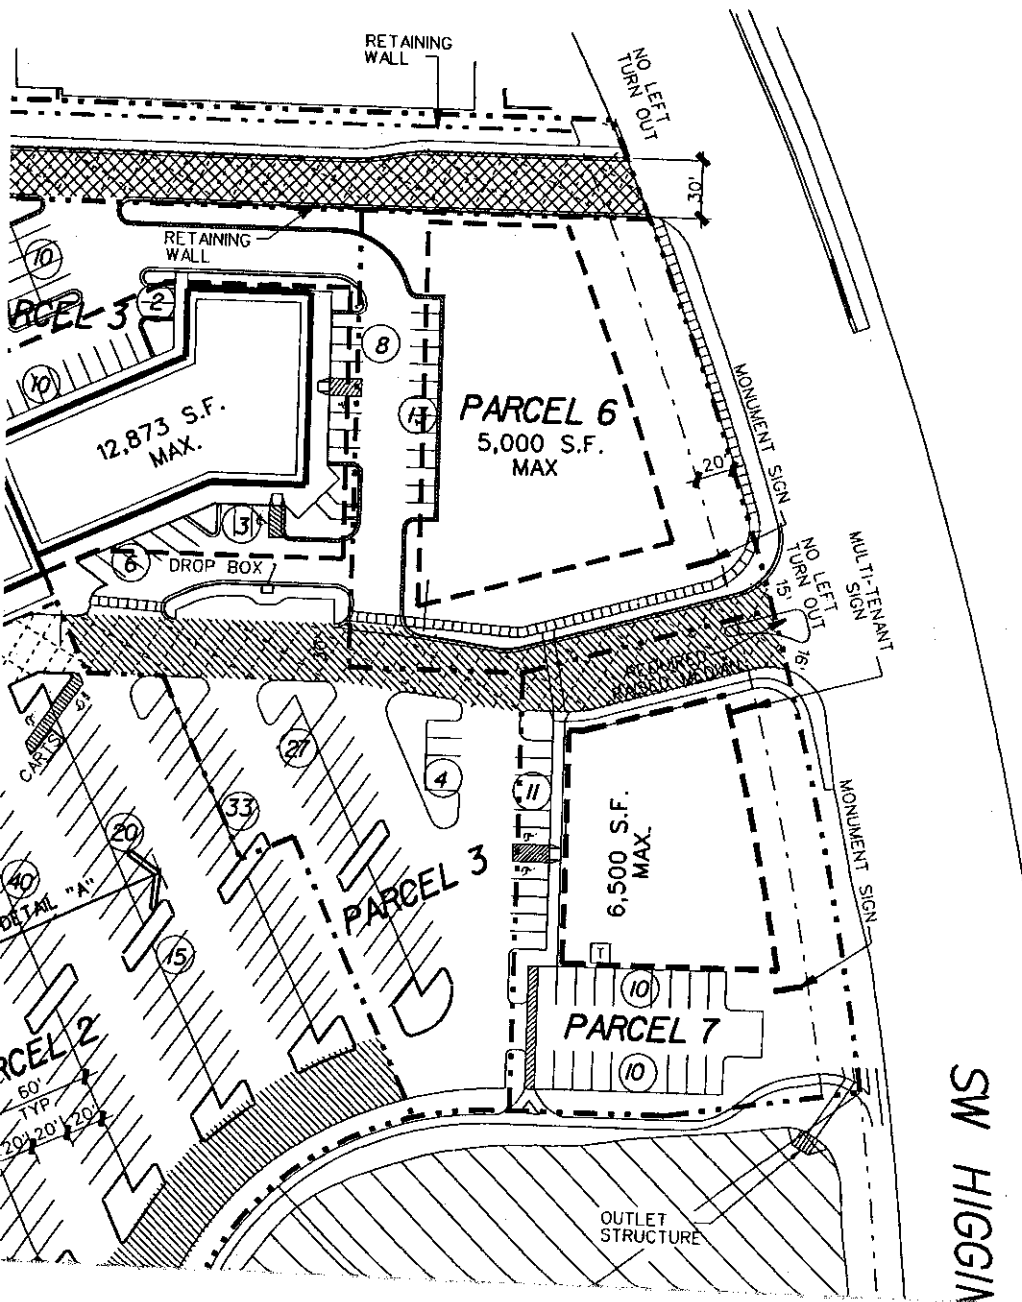 RETAINING
WALL
NO LEFT
TURN OUT
30'
RETAINING
WALL
10
2
RCEL 3
8
10
13
12,873 S.F.
MAX.
PARCEL 6
5,000 S.F.
MAX
MONUMENT SIGN
20'
3
6
DROP BOX
NO LEFT
TURN OUT
15'
16'
MULTI-TENANT
SIGN
REQUIRED
RAISED MEDIAN
CARTS
27
4
11
33
20
40
DETAIL "A"
15
PARCEL 3
6,500 S.F.
MAX.
MONUMENT SIGN
T
10
PARCEL 7
10
RCEL 2
60'
TYP
20'
20'
20'
SW HIGGIN
OUTLET
STRUCTURE